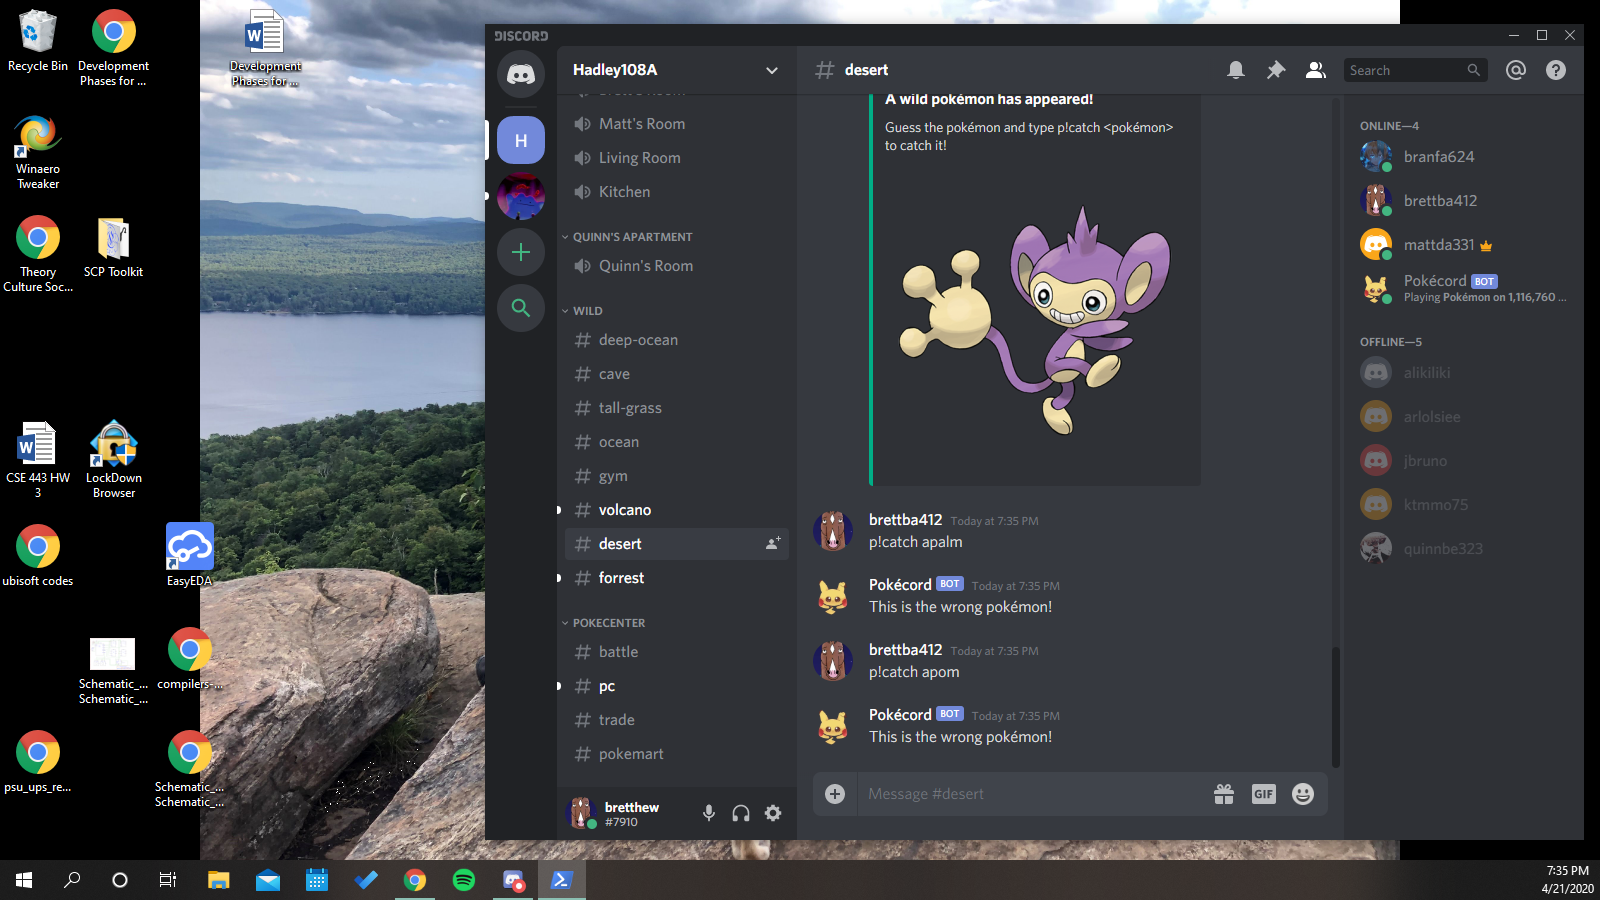 Recycle Bin
Development
Phases for ...
Development
Phases for ...
Winaero
Tweaker
Theory
Culture Soc...
SCP Toolkit
CSE 443 HW
3
LockDown
Browser
ubisoft codes
EasyEDA
Schematic_...
Schematic_...
compilers-...
psu_ups_re...
Schematic_...
Schematic_...
DISCORD
H
Hadley108A
Matt's Room
Living Room
Kitchen
QUINN'S APARTMENT
Quinn's Room
WILD
# deep-ocean
# cave
# tall-grass
# ocean
# gym
# volcano
# desert
# forrest
POKECENTER
# battle
# pc
# trade
# pokemart
bretthew
#7910
# desert
Search
A wild pokémon has appeared!
Guess the pokémon and type p!catch <pokémon>
to catch it!
brettba412 Today at 7:35 PM
p!catch apalm
Pokécord BOT Today at 7:35 PM
This is the wrong pokémon!
brettba412 Today at 7:35 PM
p!catch apom
Pokécord BOT Today at 7:35 PM
This is the wrong pokémon!
Message #desert
GIF
ONLINE—4
branfa624
brettba412
mattda331
Pokécord BOT
Playing Pokémon on 1,116,760 ...
OFFLINE—5
alikiliki
arlolsiee
jbruno
ktmmo75
quinnbe323
7:35 PM
4/21/2020